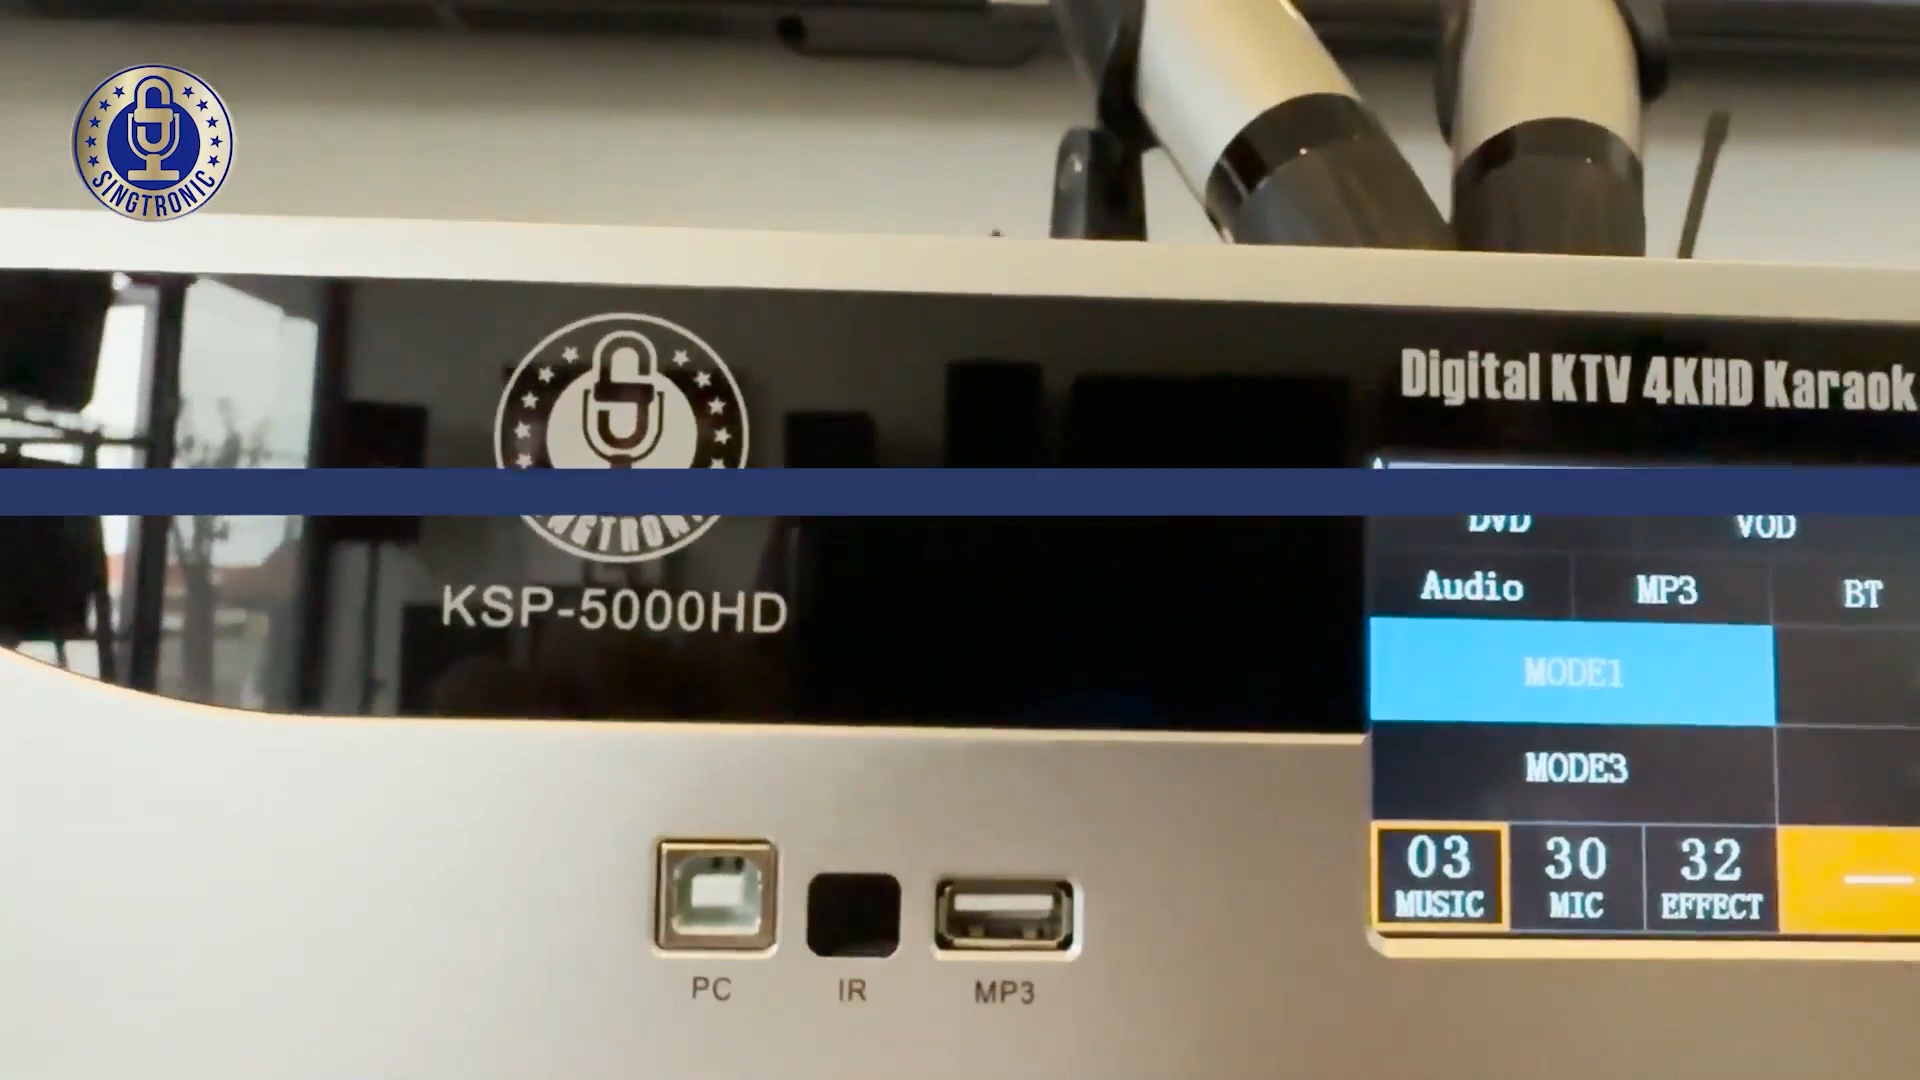 SINGTRONIC
Digital KTV 4KHD Karaok
SINGTRONIC
KSP-5000HD
DVD VOD
Audio MP3 BT
MODE1
MODE3
03 30 32
MUSIC MIC EFFECT
PC IR MP3